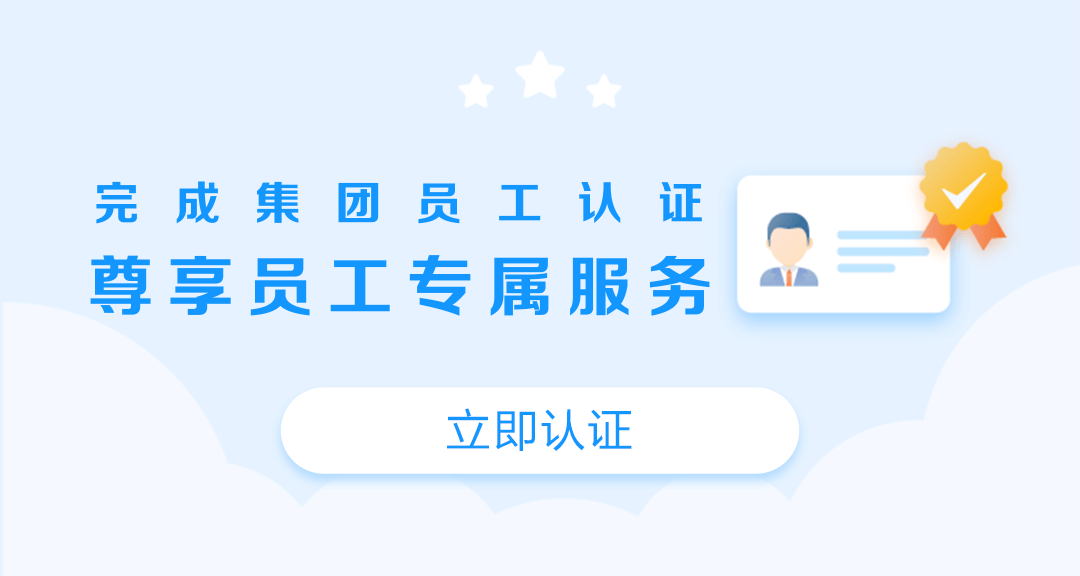 完成集团员工认证
尊享员工专属服务
立即认证